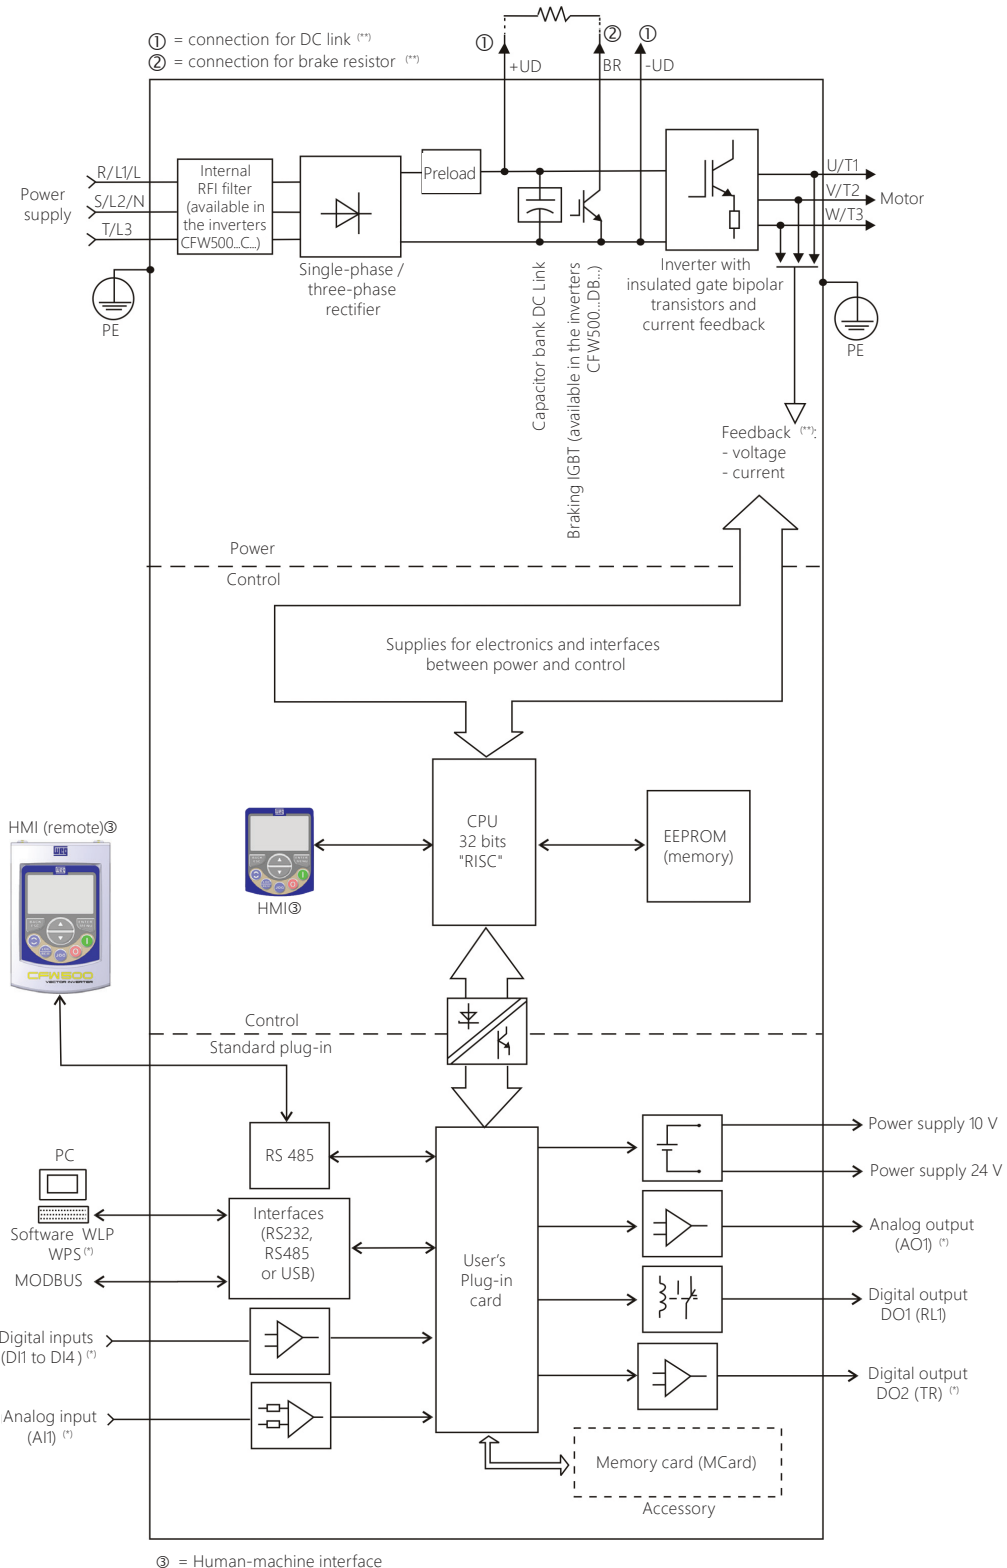 ① = connection for DC link (**)
② = connection for brake resistor (**)
① ② ①
+UD BR -UD
Power
supply
R/L1/L
S/L2/N
T/L3
PE
Internal
RFI filter
(available in
the inverters
CFW500...C...)
Single-phase /
three-phase
rectifier
Preload
Capacitor bank DC Link
Braking IGBT (available in the inverters
CFW500...DB...)
Inverter with
insulated gate bipolar
transistors and
current feedback
U/T1
V/T2
W/T3
Motor
PE
Feedback (**):
- voltage
- current
Power
Control
Supplies for electronics and interfaces
between power and control
CPU
32 bits
"RISC"
EEPROM
(memory)
HMI③
HMI (remote)③
WEG
CFW500
VECTOR INVERTER
Control
Standard plug-in
RS 485
PC
Software WLP
WPS(*)
MODBUS
Interfaces
(RS232,
RS485
or USB)
Digital inputs
(DI1 to DI4) (*)
Analog input
(AI1) (*)
User's
Plug-in
card
Power supply 10 V
Power supply 24 V
Analog output
(AO1) (*)
Digital output
DO1 (RL1)
Digital output
DO2 (TR) (*)
Memory card (MCard)
Accessory
③ = Human-machine interface